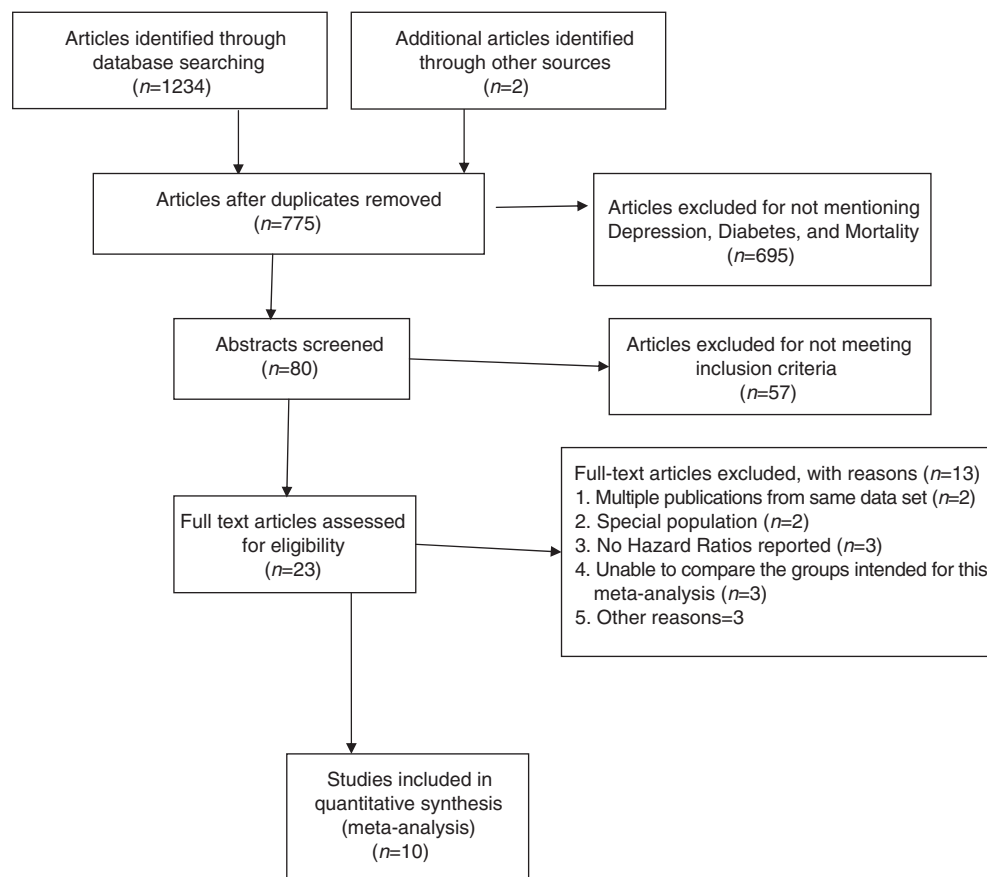 Articles identified through
database searching
(n=1234)
Additional articles identified
through other sources
(n=2)
Articles after duplicates removed
(n=775)
Articles excluded for not mentioning
Depression, Diabetes, and Mortality
(n=695)
Abstracts screened
(n=80)
Articles excluded for not meeting
inclusion criteria
(n=57)
Full text articles assessed
for eligibility
(n=23)
Full-text articles excluded, with reasons (n=13)
1. Multiple publications from same data set (n=2)
2. Special population (n=2)
3. No Hazard Ratios reported (n=3)
4. Unable to compare the groups intended for this
meta-analysis (n=3)
5. Other reasons=3
Studies included in
quantitative synthesis
(meta-analysis)
(n=10)